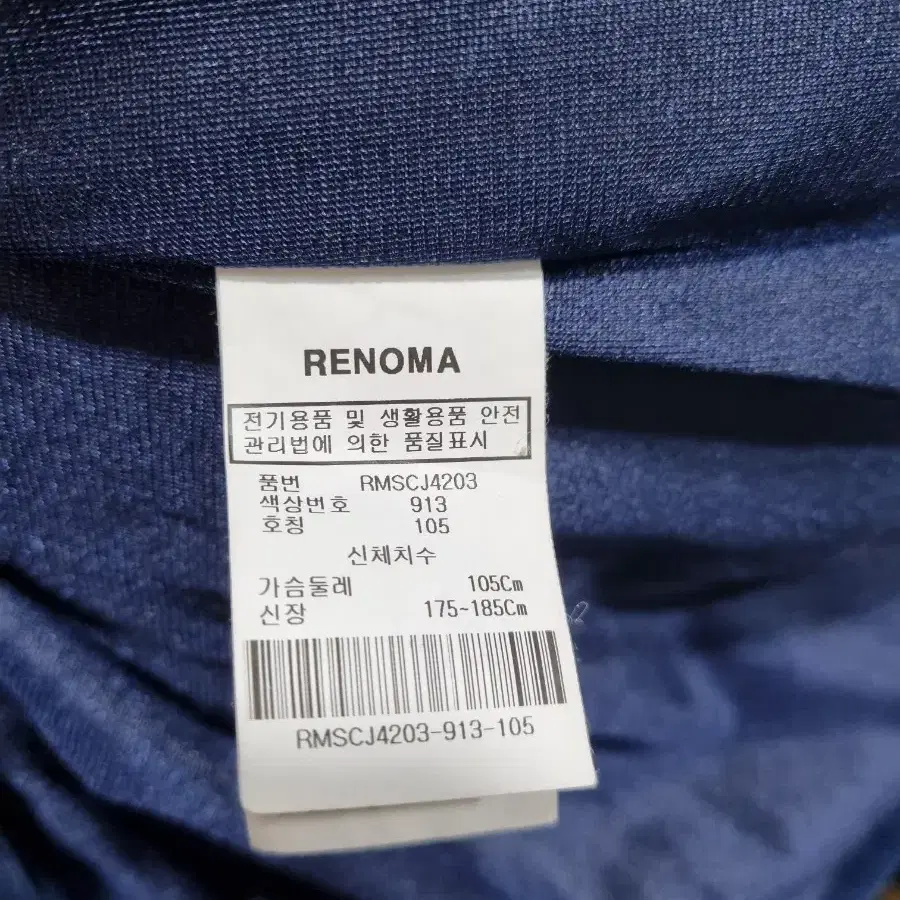 RENOMA
전기용품 및 생활용품 안전
관리법에 의한 품질표시
품번 RMSCJ4203
색상번호 913
호칭 105
신체치수
가슴둘레 105Cm
신장 175~185Cm
RMSCJ4203-913-105